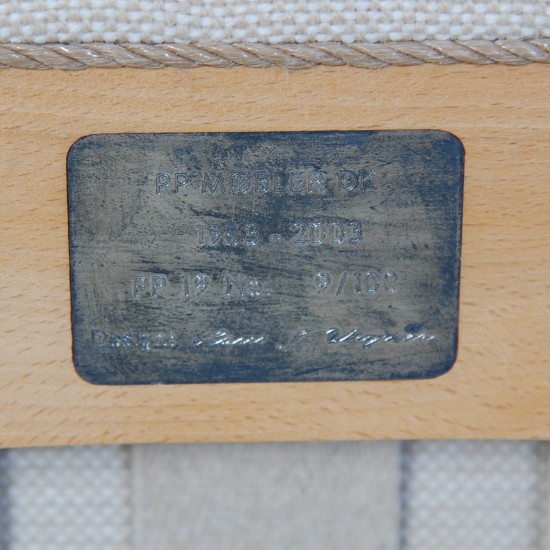 PP MØBLER DK
1953 - 2003
PP 19 No. 9/100
Design: Hans J. Wegner